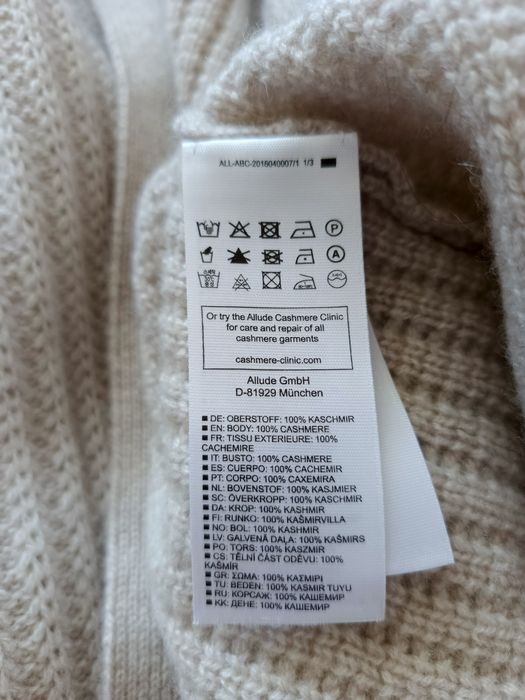 ALL-ABC-2016040007/1 1/3
P
A
Or try the Allude Cashmere Clinic
for care and repair of all
cashmere garments
cashmere-clinic.com
Allude GmbH
D-81929 München
DE: OBERSTOFF: 100% KASCHMIR
EN: BODY: 100% CASHMERE
FR: TISSU EXTERIEURE: 100%
CACHEMIRE
IT: BUSTO: 100% CASHMERE
ES: CUERPO: 100% CACHEMIR
PT: CORPO: 100% CAXEMIRA
NL: BOVENSTOF: 100% KASJMIER
SC: ÖVERKROPP: 100% KASCHMIR
DA: KROP: 100% KASHMIR
FI: RUNKO: 100% KAŠMIRVILLA
NO: BOL: 100% KASHMIR
LV: GALVENĀ DAĻA: 100% KAŠMIRS
PO: TORS: 100% KASZMIR
CS: TĚLNÍ ČÁST ODĚVU: 100%
KAŠMÍR
GR: ΣΩΜΑ: 100% ΚΑΣΜΙΡΙ
TU: BEDEN: 100% KASMIR TUYU
RU: КОРСАЖ: 100% КАШЕМИР
KK: ДЕНЕ: 100% КАШЕМИР